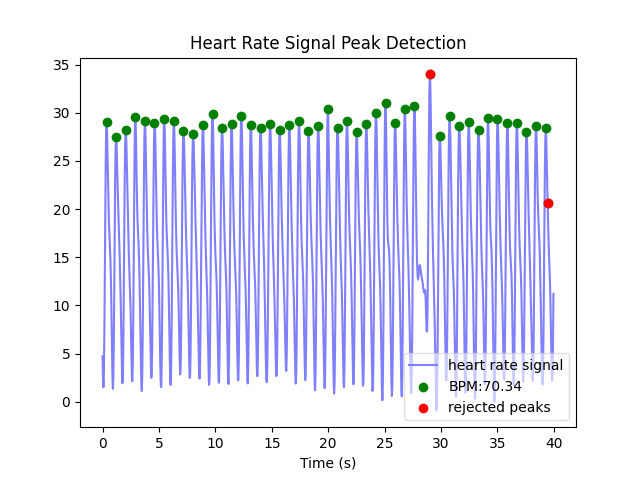 Heart Rate Signal Peak Detection
35
30
25
20
15
10
5
0
heart rate signal
BPM:70.34
rejected peaks
0 5 10 15 20 25 30 35 40
Time (s)